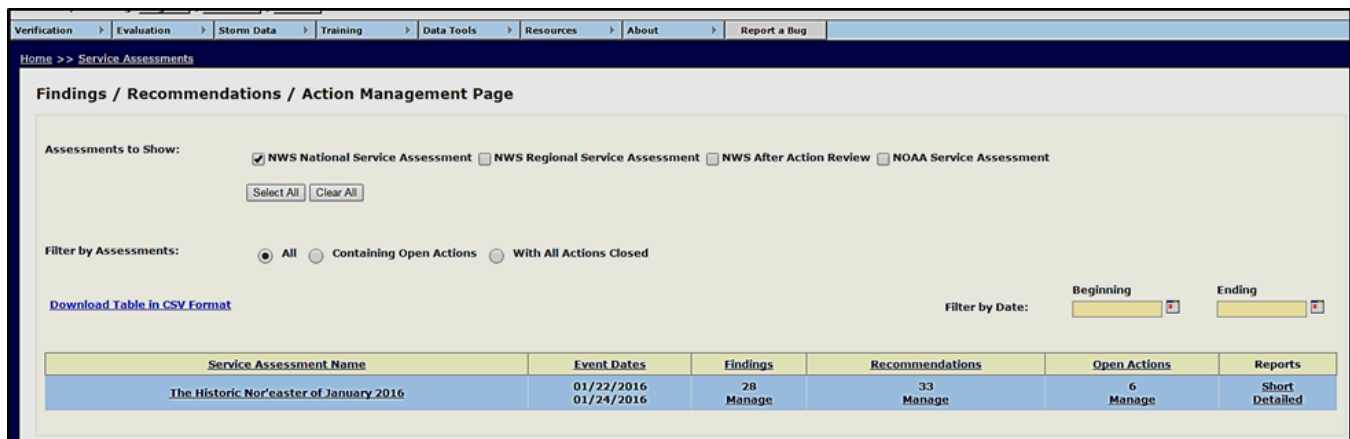 Verification Evaluation Storm Data Training Data Tools Resources About Report a Bug
Home >> Service Assessments
Findings / Recommendations / Action Management Page
Assessments to Show:
NWS National Service Assessment NWS Regional Service Assessment NWS After Action Review NOAA Service Assessment
Select All Clear All
Filter by Assessments: All Containing Open Actions With All Actions Closed
Beginning Ending
Download Table in CSV Format Filter by Date:
Service Assessment Name Event Dates Findings Recommendations Open Actions Reports
The Historic Nor'easter of January 2016 01/22/2016 28 33 6 Short
01/24/2016 Manage Manage Manage Detailed